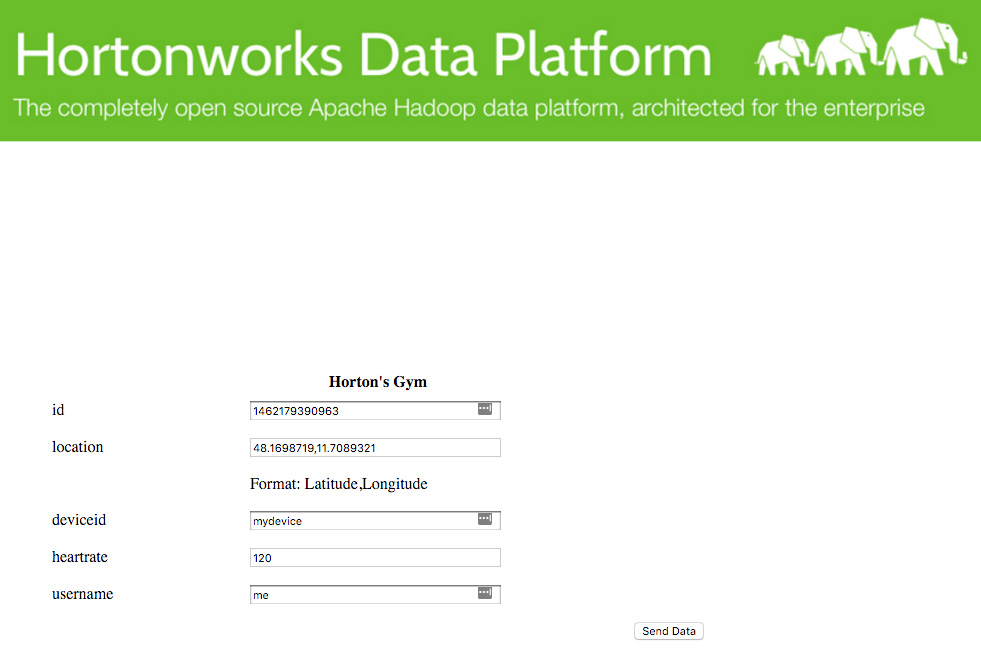 Hortonworks Data Platform
The completely open source Apache Hadoop data platform, architected for the enterprise
Horton's Gym
id 1462179390963
location 48.1698719,11.7089321
Format: Latitude,Longitude
deviceid mydevice
heartrate 120
username me
Send Data